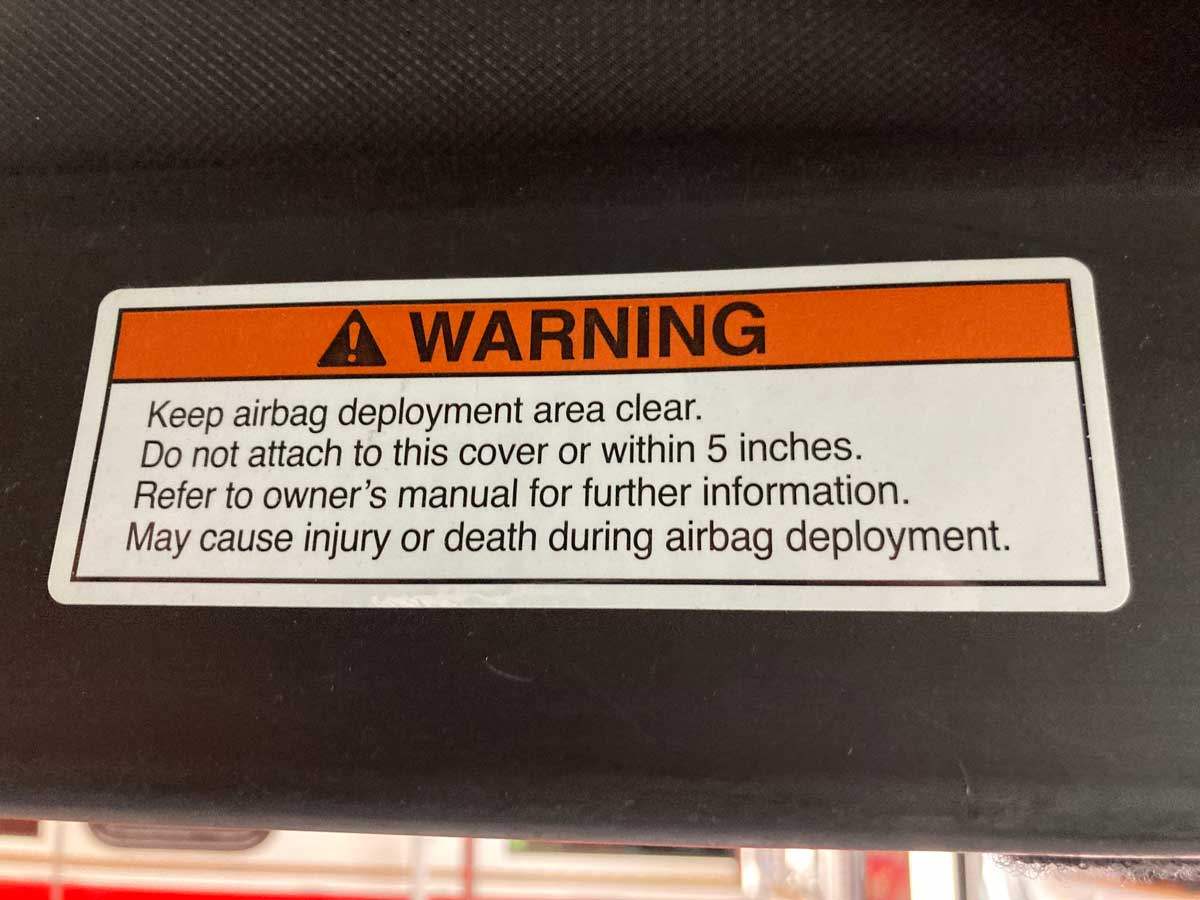 WARNING
Keep airbag deployment area clear.
Do not attach to this cover or within 5 inches.
Refer to owner's manual for further information.
May cause injury or death during airbag deployment.